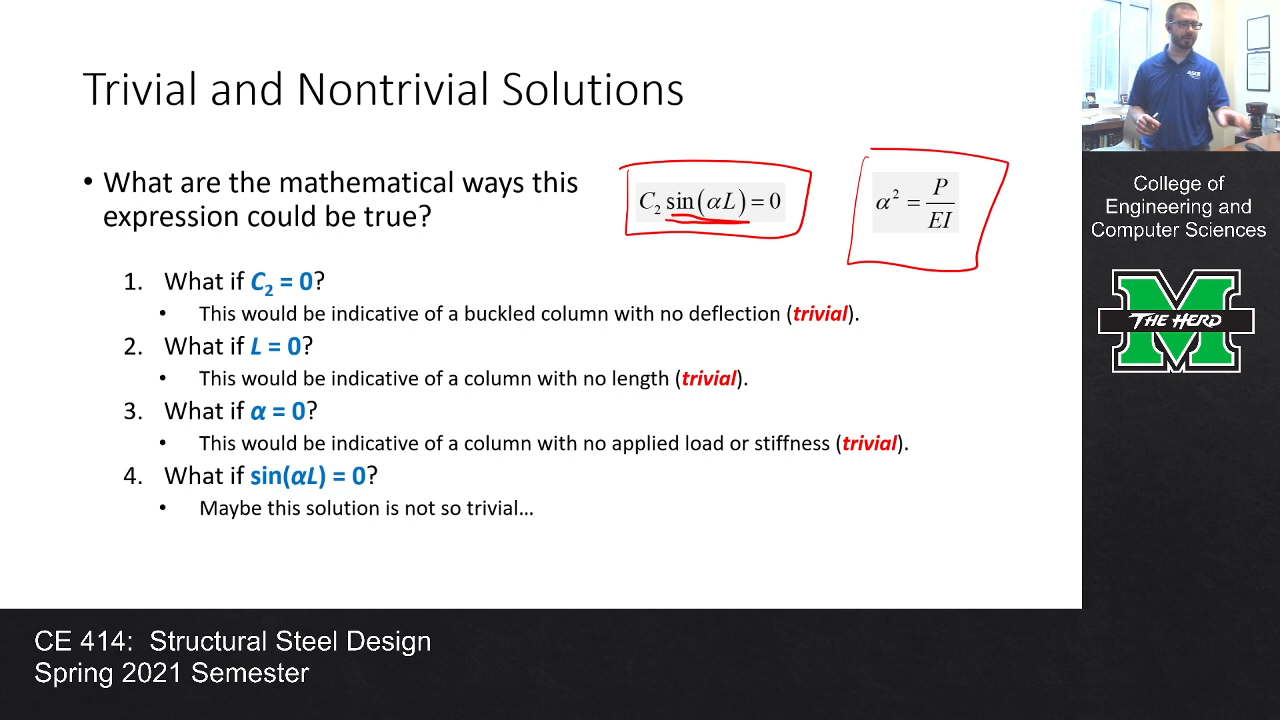 Trivial and Nontrivial Solutions
• What are the mathematical ways this
expression could be true?
C₂ sin(αL) = 0
α² = P/EI
1. What if C₂ = 0?
• This would be indicative of a buckled column with no deflection (trivial).
2. What if L = 0?
• This would be indicative of a column with no length (trivial).
3. What if α = 0?
• This would be indicative of a column with no applied load or stiffness (trivial).
4. What if sin(αL) = 0?
• Maybe this solution is not so trivial…
College of
Engineering and
Computer Sciences
M
THE HERD
CE 414: Structural Steel Design
Spring 2021 Semester